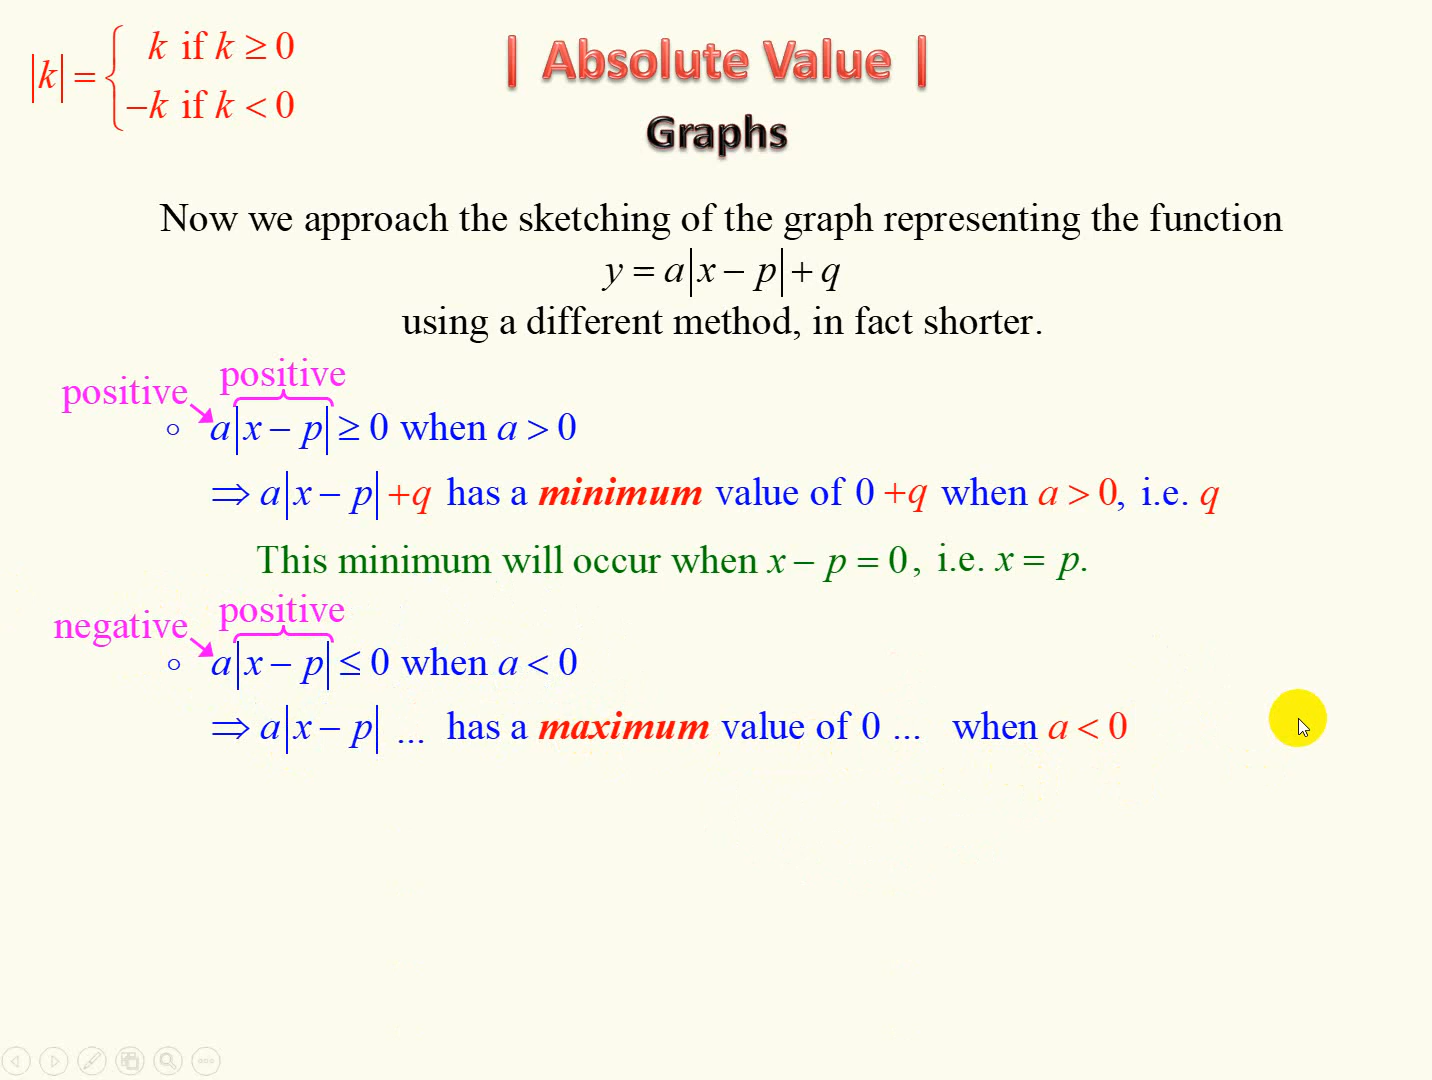 |k| = { k if k ≥ 0
−k if k < 0
| Absolute Value |
Graphs
Now we approach the sketching of the graph representing the function
y = a|x − p| + q
using a different method, in fact shorter.
positive positive
∘ a|x − p| ≥ 0 when a > 0
⇒ a|x − p| +q has a minimum value of 0 +q when a > 0, i.e. q
This minimum will occur when x − p = 0, i.e. x = p.
negative positive
∘ a|x − p| ≤ 0 when a < 0
⇒ a|x − p| ... has a maximum value of 0 ... when a < 0